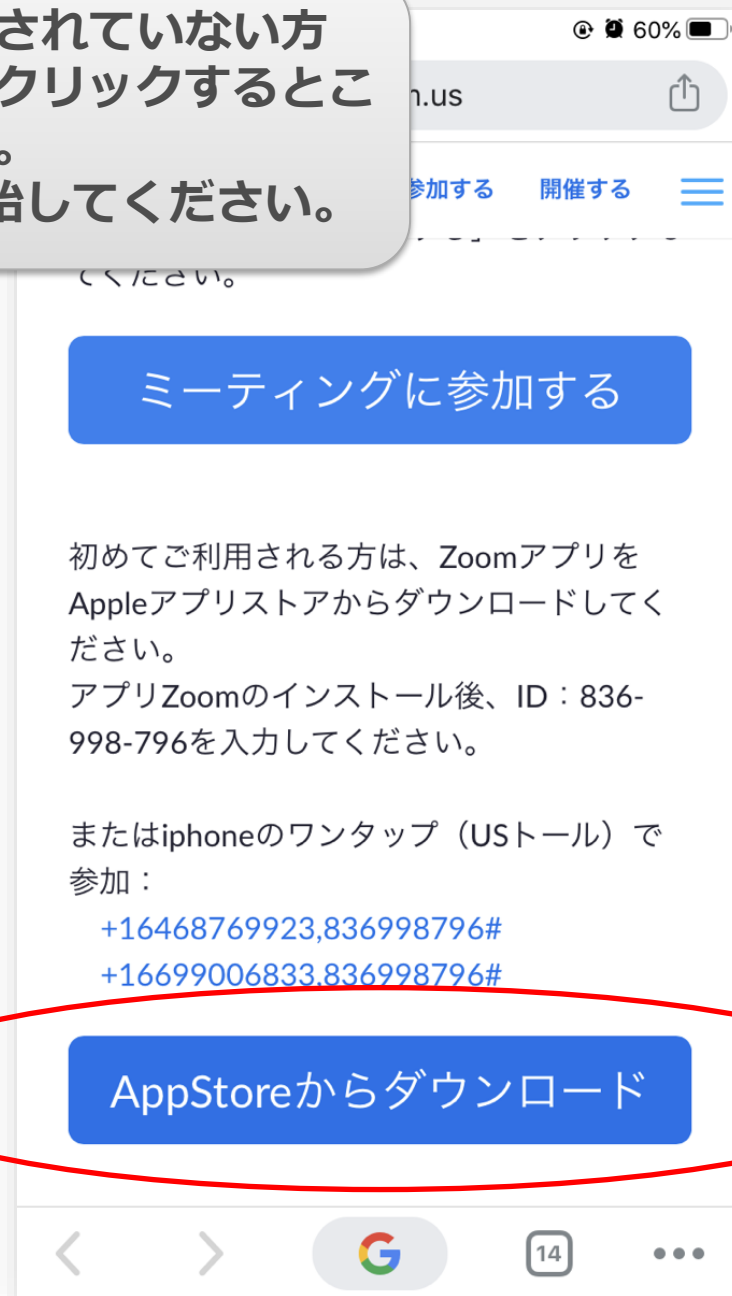 されていない方
クリックするとこ
。
始してください。
60%
.us
参加する 開催する
てください。
ミーティングに参加する
初めてご利用される方は、Zoomアプリを
Appleアプリストアからダウンロードしてく
ださい。
アプリZoomのインストール後、ID：836-
998-796を入力してください。
またはiphoneのワンタップ（USトール）で
参加：
+16468769923,836998796#
+16699006833,836998796#
AppStoreからダウンロード
G
14